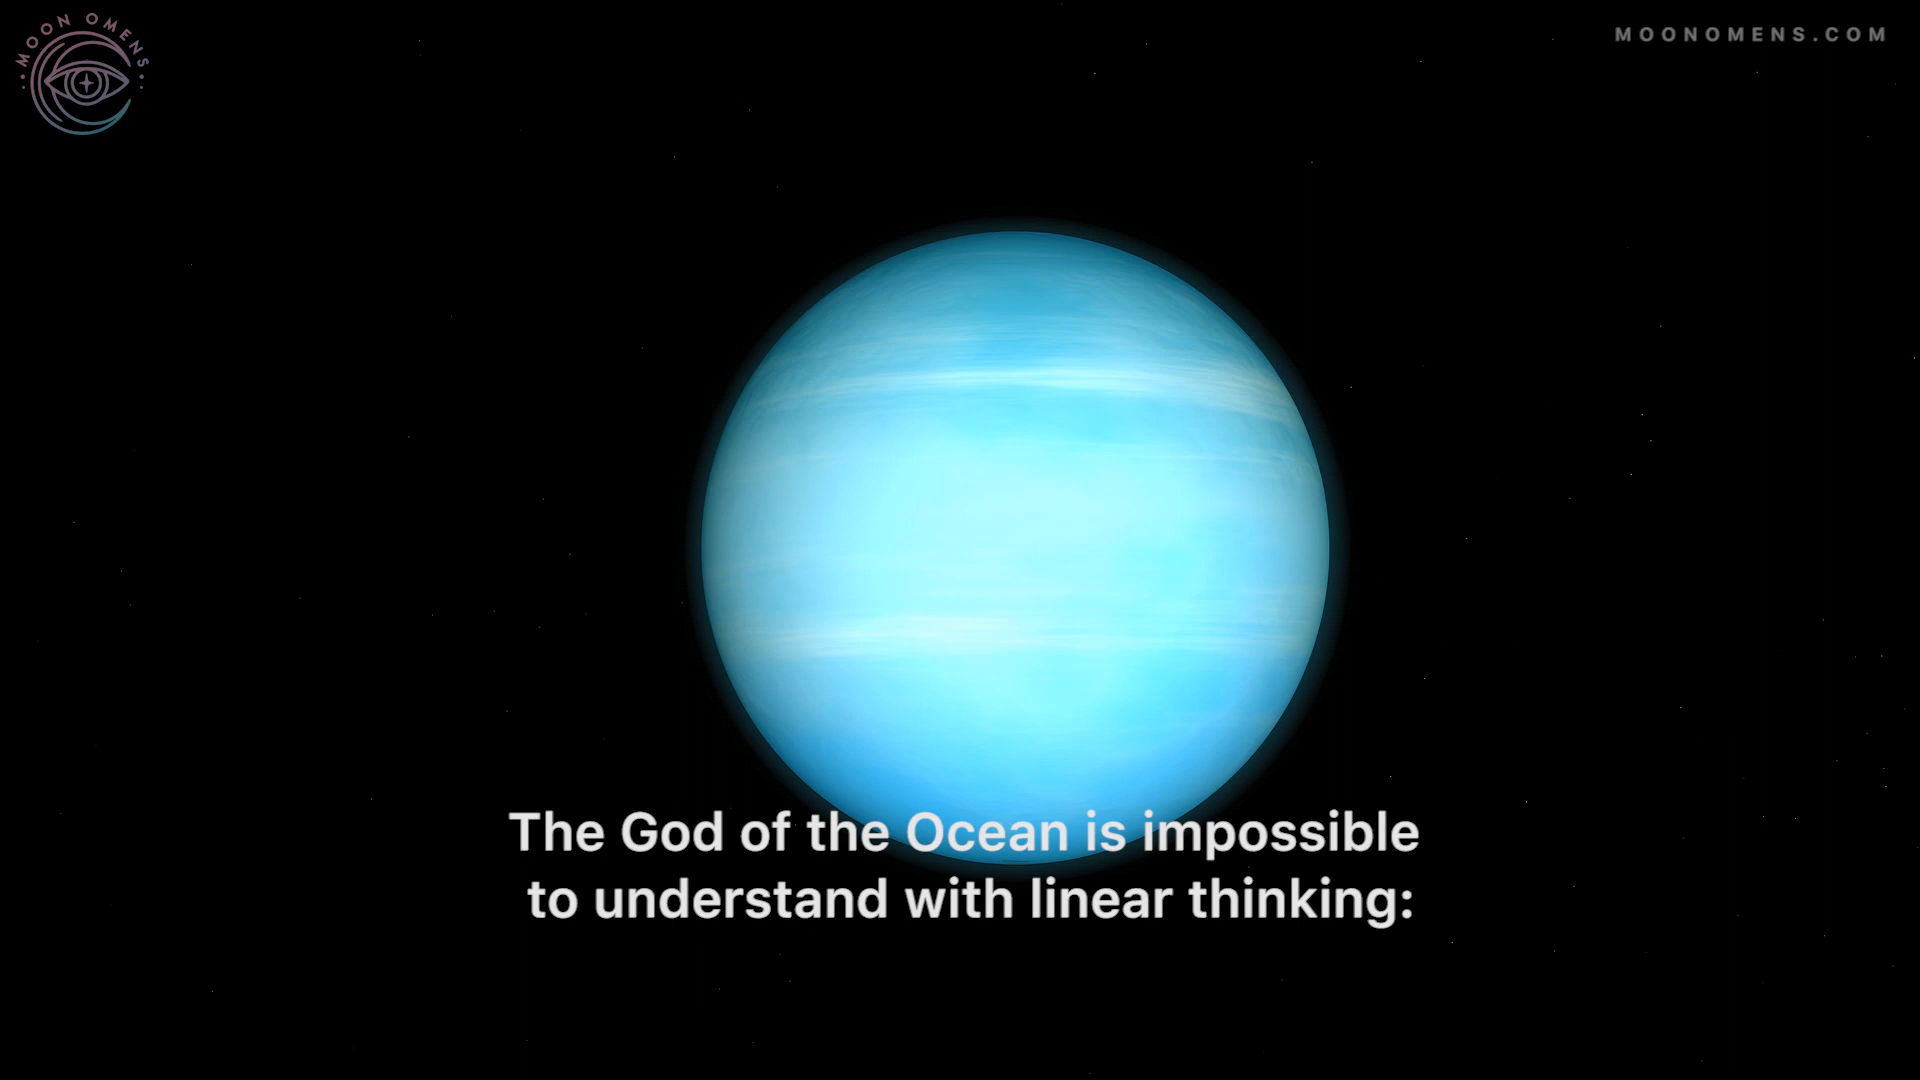 MOON OMENS
MOONOMENS.COM
The God of the Ocean is impossible
to understand with linear thinking: